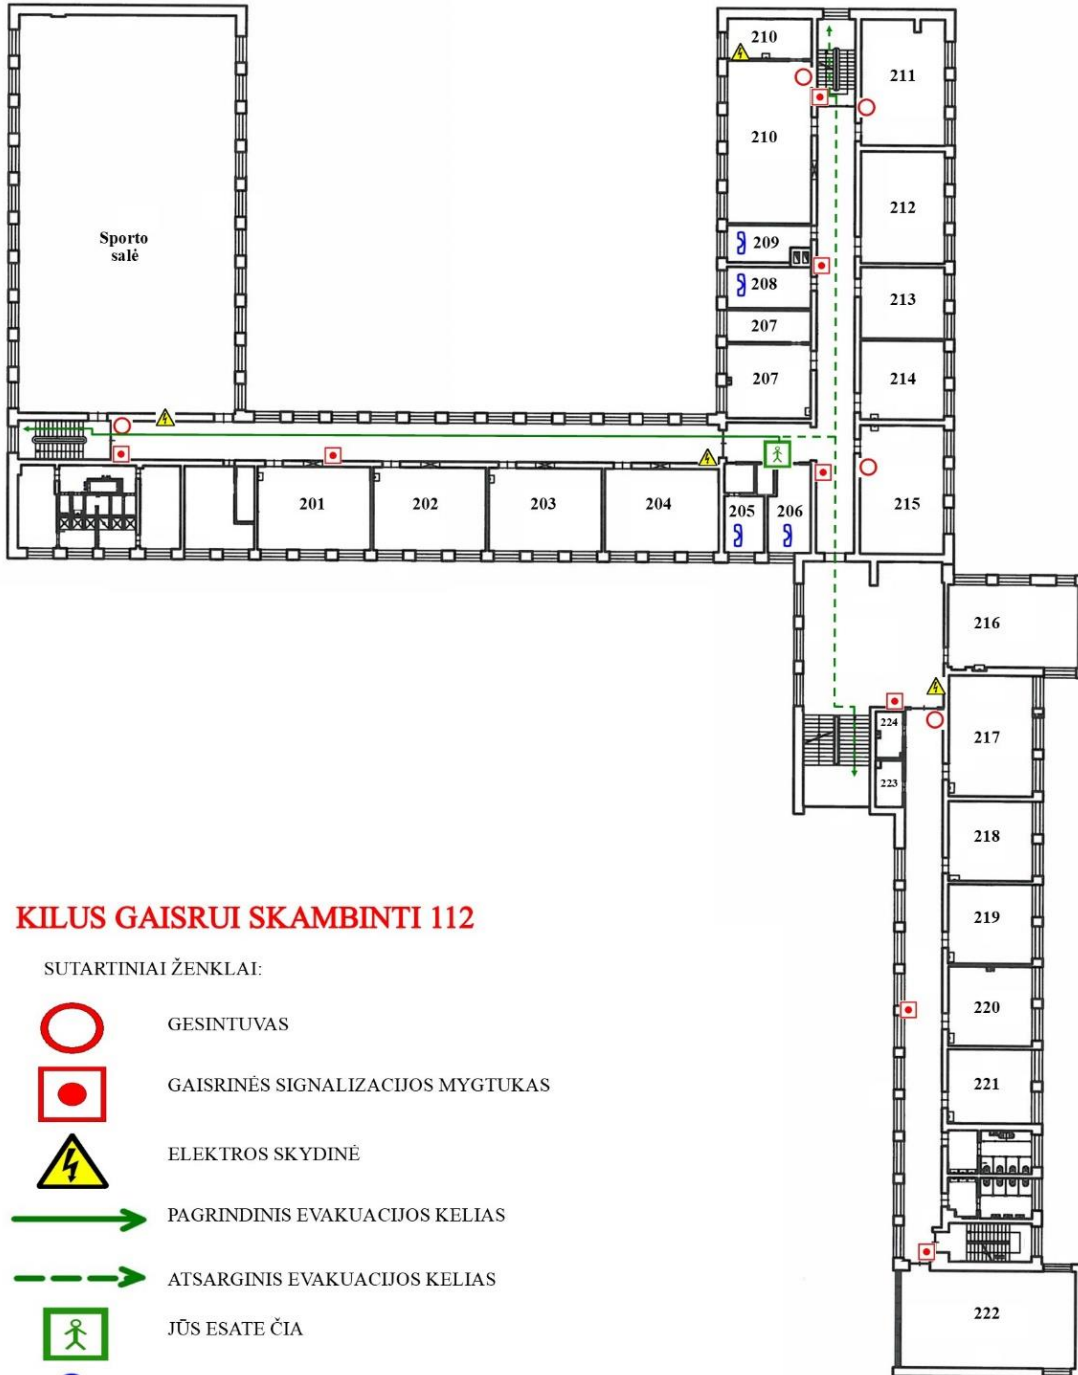 210
211
210
212
Sporto
salė
209
208
213
207
207
214
201
202
203
204
205
206
215
216
224
217
223
218
KILUS GAISRUI SKAMBINTI 112
219
SUTARTINIAI ŽENKLAI:
GESINTUVAS
220
GAISRINĖS SIGNALIZACIJOS MYGTUKAS
221
ELEKTROS SKYDINĖ
PAGRINDINIS EVAKUACIJOS KELIAS
ATSARGINIS EVAKUACIJOS KELIAS
222
JŪS ESATE ČIA